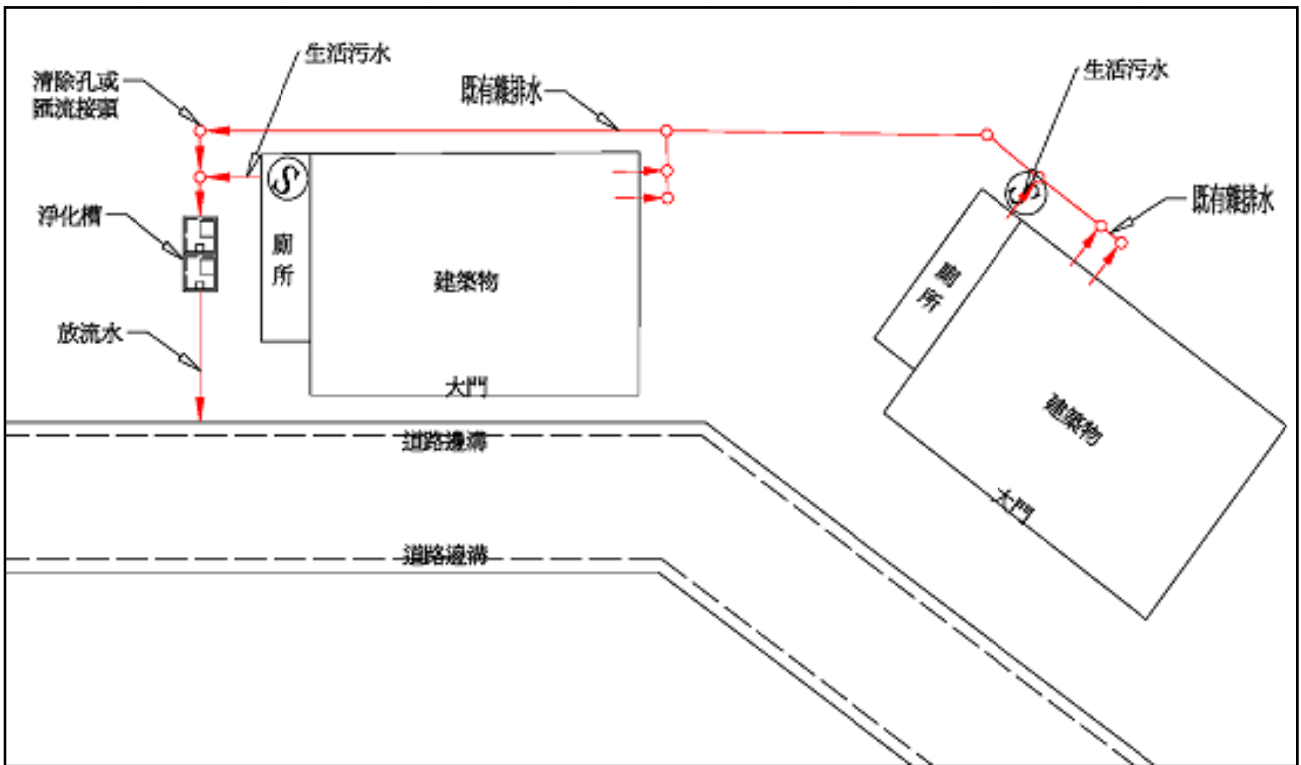 生活污水
清除孔或
匯流接頭
既有雜排水
生活污水
既有雜排水
淨化槽
S
S
廁
所
建築物
廁
所
放流水
大門
建築物
道路邊溝
大門
道路邊溝